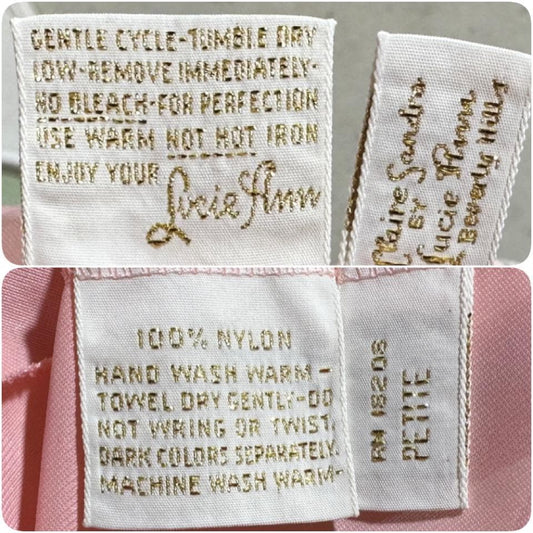 GENTLE CYCLE-TUMBLE DRY
LOW-REMOVE IMMEDIATELY-
NO BLEACH-FOR PERFECTION
USE WARM NOT HOT IRON
ENJOY YOUR Lucie Ann
Claire Sandra
BY
Lucie Ann
Beverly Hills
100% NYLON
HAND WASH WARM-
TOWEL DRY GENTLY-DO
NOT WRING OR TWIST.
DARK COLORS SEPARATELY.
MACHINE WASH WARM-
RN 18208
PETITE